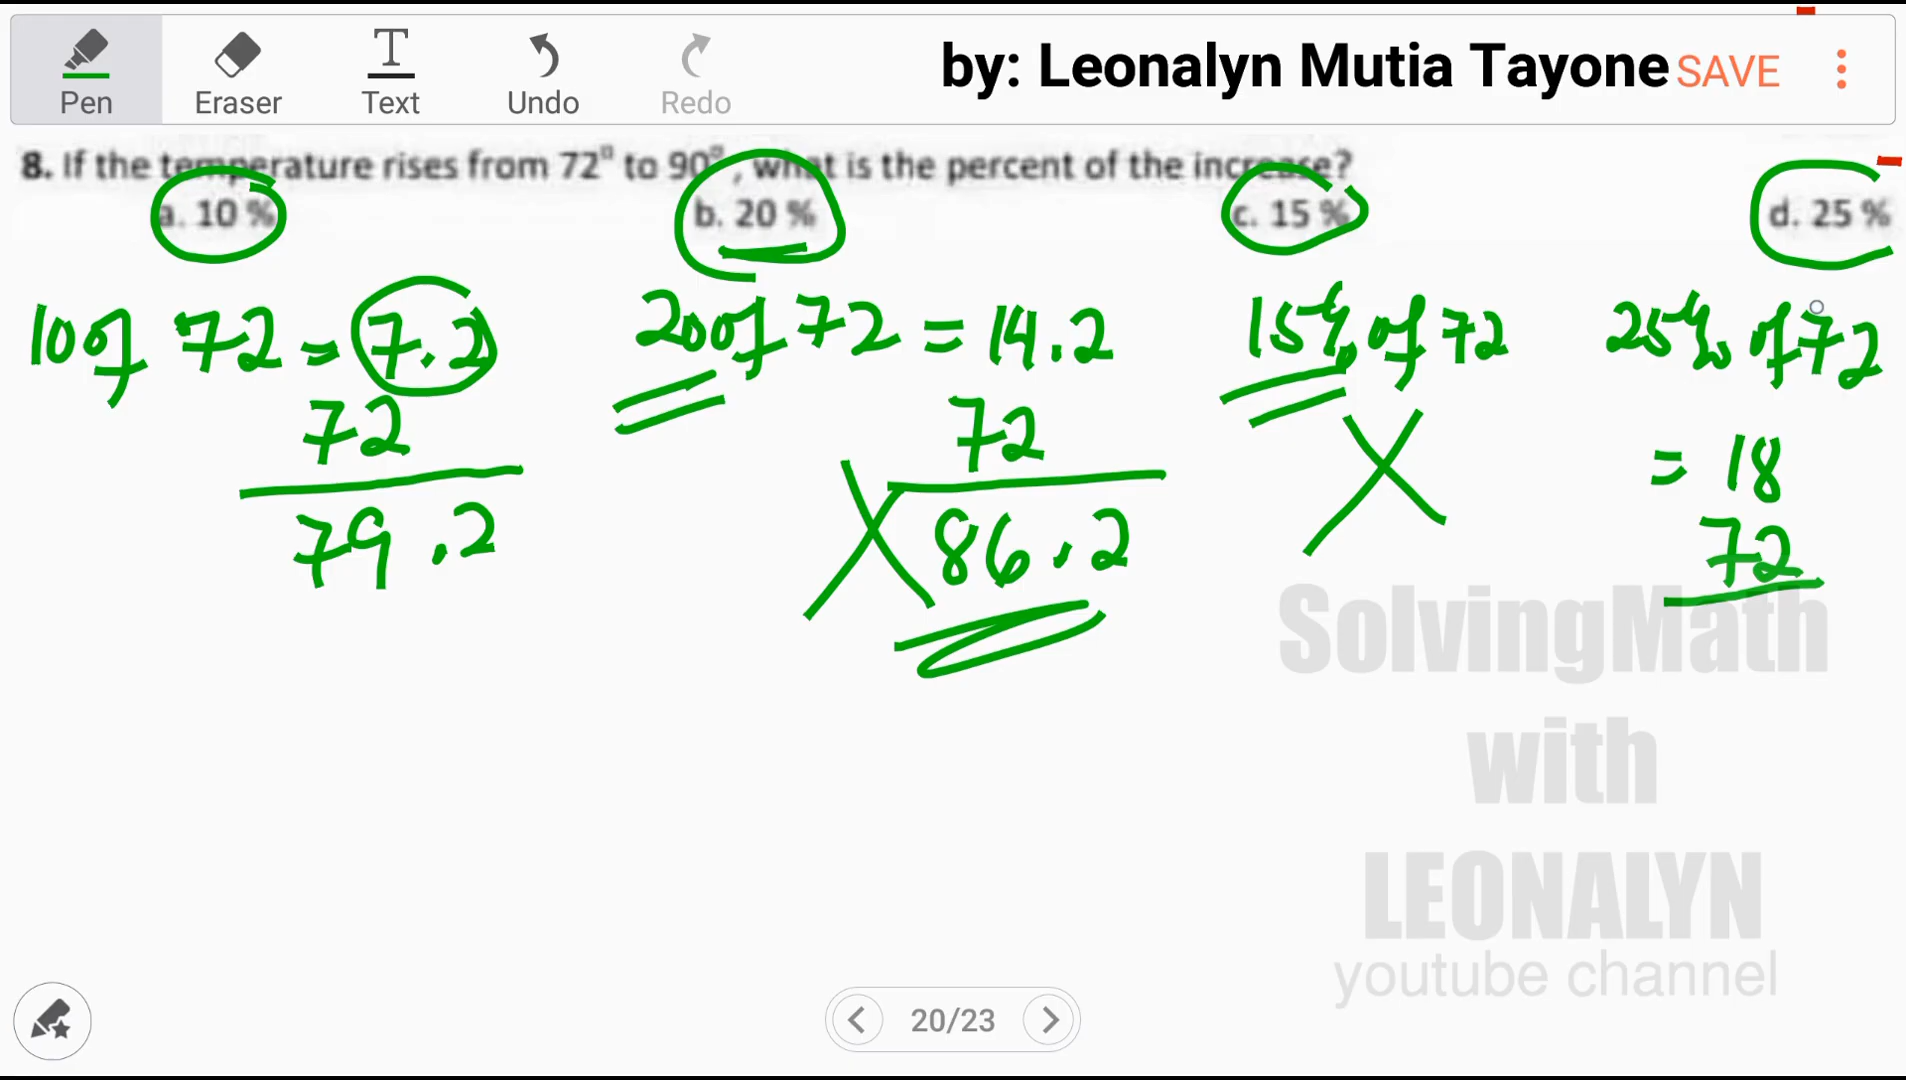 by: Leonalyn Mutia Tayone
SAVE
Pen
Eraser
Text
Undo
Redo
8. If the temperature rises from 72° to 90°, what is the percent of the increase?
a. 10 %
b. 20 %
c. 15 %
d. 25 %
10 of 72 = 7.2
72
79.2
20 of 72 = 14.2
72
86.2
15% of 72
25% of 72
= 18
72
SolvingMath
with
LEONALYN
youtube channel
20/23